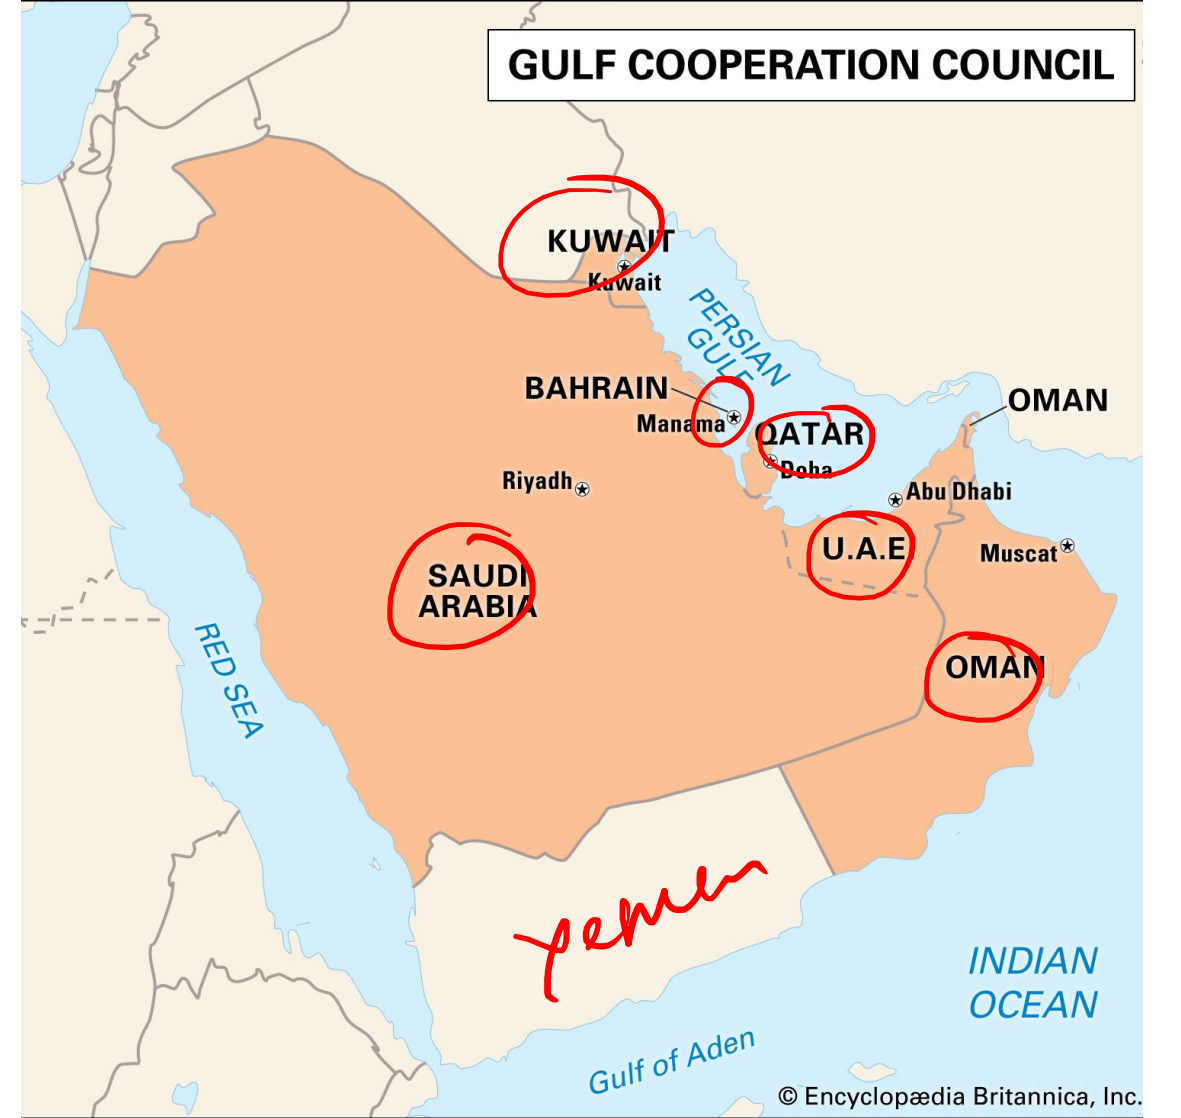 GULF COOPERATION COUNCIL
KUWAIT
Kuwait
PERSIAN
GULF
BAHRAIN
Manama
QATAR
Doha
OMAN
Riyadh
Abu Dhabi
U.A.E
Muscat
SAUDI
ARABIA
RED SEA
OMAN
Yemen
INDIAN
OCEAN
Gulf of Aden
© Encyclopædia Britannica, Inc.